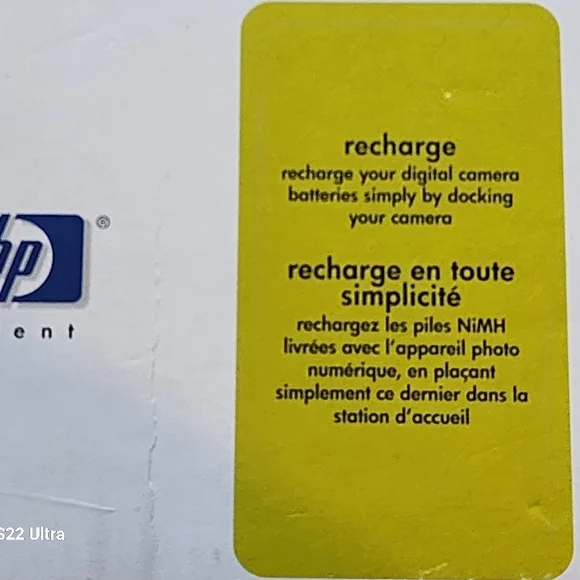 recharge
recharge your digital camera
batteries simply by docking
your camera
recharge en toute
simplicité
rechargez les piles NiMH
livrées avec l'appareil photo
numérique, en plaçant
simplement ce dernier dans la
station d'accueil
hp
®
ent
S22 Ultra